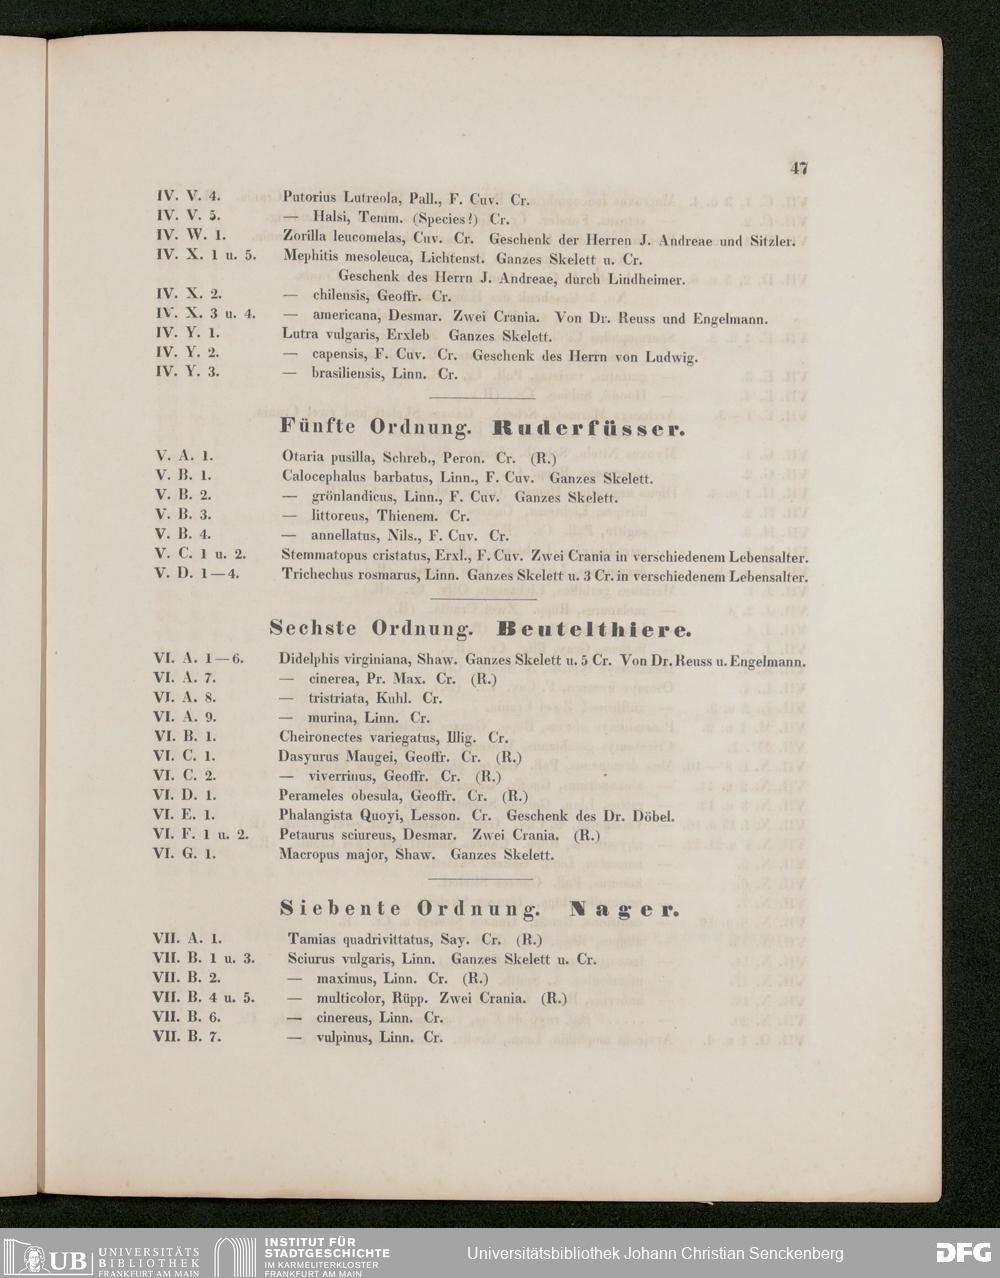 47
IV. V. 4. Putorius Lutreola, Pall., F. Cuv. Cr.
IV. V. 5. — Halsi, Temm. (Species?) Cr.
IV. W. 1. Zorilla leucomelas, Cuv. Cr. Geschenk der Herren J. Andreae und Sitzler.
IV. X. 1 u. 5. Mephitis mesoleuca, Lichtenst. Ganzes Skelett u. Cr.
Geschenk des Herrn J. Andreae, durch Lindheimer.
IV. X. 2. — chilensis, Geoffr. Cr.
IV. X. 3 u. 4. — americana, Desmar. Zwei Crania. Von Dr. Reuss und Engelmann.
IV. Y. 1. Lutra vulgaris, Erxleb Ganzes Skelett.
IV. Y. 2. — capensis, F. Cuv. Cr. Geschenk des Herrn von Ludwig.
IV. Y. 3. — brasiliensis, Linn. Cr.
Fünfte Ordnung. Ruderfüsser.
V. A. 1. Otaria pusilla, Schreb., Peron. Cr. (R.)
V. B. 1. Calocephalus barbatus, Linn., F. Cuv. Ganzes Skelett.
V. B. 2. — grönlandicus, Linn., F. Cuv. Ganzes Skelett.
V. B. 3. — littoreus, Thienem. Cr.
V. B. 4. — annellatus, Nils., F. Cuv. Cr.
V. C. 1 u. 2. Stemmatopus cristatus, Erxl., F. Cuv. Zwei Crania in verschiedenem Lebensalter.
V. D. 1—4. Trichechus rosmarus, Linn. Ganzes Skelett u. 3 Cr. in verschiedenem Lebensalter.
Sechste Ordnung. Beutelthiere.
VI. A. 1—6. Didelphis virginiana, Shaw. Ganzes Skelett u. 5 Cr. Von Dr. Reuss u. Engelmann.
VI. A. 7. — cinerea, Pr. Max. Cr. (R.)
VI. A. 8. — tristriata, Kuhl. Cr.
VI. A. 9. — murina, Linn. Cr.
VI. B. 1. Cheironectes variegatus, Illig. Cr.
VI. C. 1. Dasyurus Maugei, Geoffr. Cr. (R.)
VI. C. 2. — viverrinus, Geoffr. Cr. (R.)
VI. D. 1. Perameles obesula, Geoffr. Cr. (R.)
VI. E. 1. Phalangista Quoyi, Lesson. Cr. Geschenk des Dr. Döbel.
VI. F. 1 u. 2. Petaurus sciureus, Desmar. Zwei Crania. (R.)
VI. G. 1. Macropus major, Shaw. Ganzes Skelett.
Siebente Ordnung. Nager.
VII. A. 1. Tamias quadrivittatus, Say. Cr. (R.)
VII. B. 1 u. 3. Sciurus vulgaris, Linn. Ganzes Skelett u. Cr.
VII. B. 2. — maximus, Linn. Cr. (R.)
VII. B. 4 u. 5. — multicolor, Rüpp. Zwei Crania. (R.)
VII. B. 6. — cinereus, Linn. Cr.
VII. B. 7. — vulpinus, Linn. Cr.
UB UNIVERSITÄTS
BIBLIOTHEK
FRANKFURT AM MAIN
INSTITUT FÜR
STADTGESCHICHTE
IM KARMELITERKLOSTER
FRANKFURT AM MAIN
Universitätsbibliothek Johann Christian Senckenberg
DFG